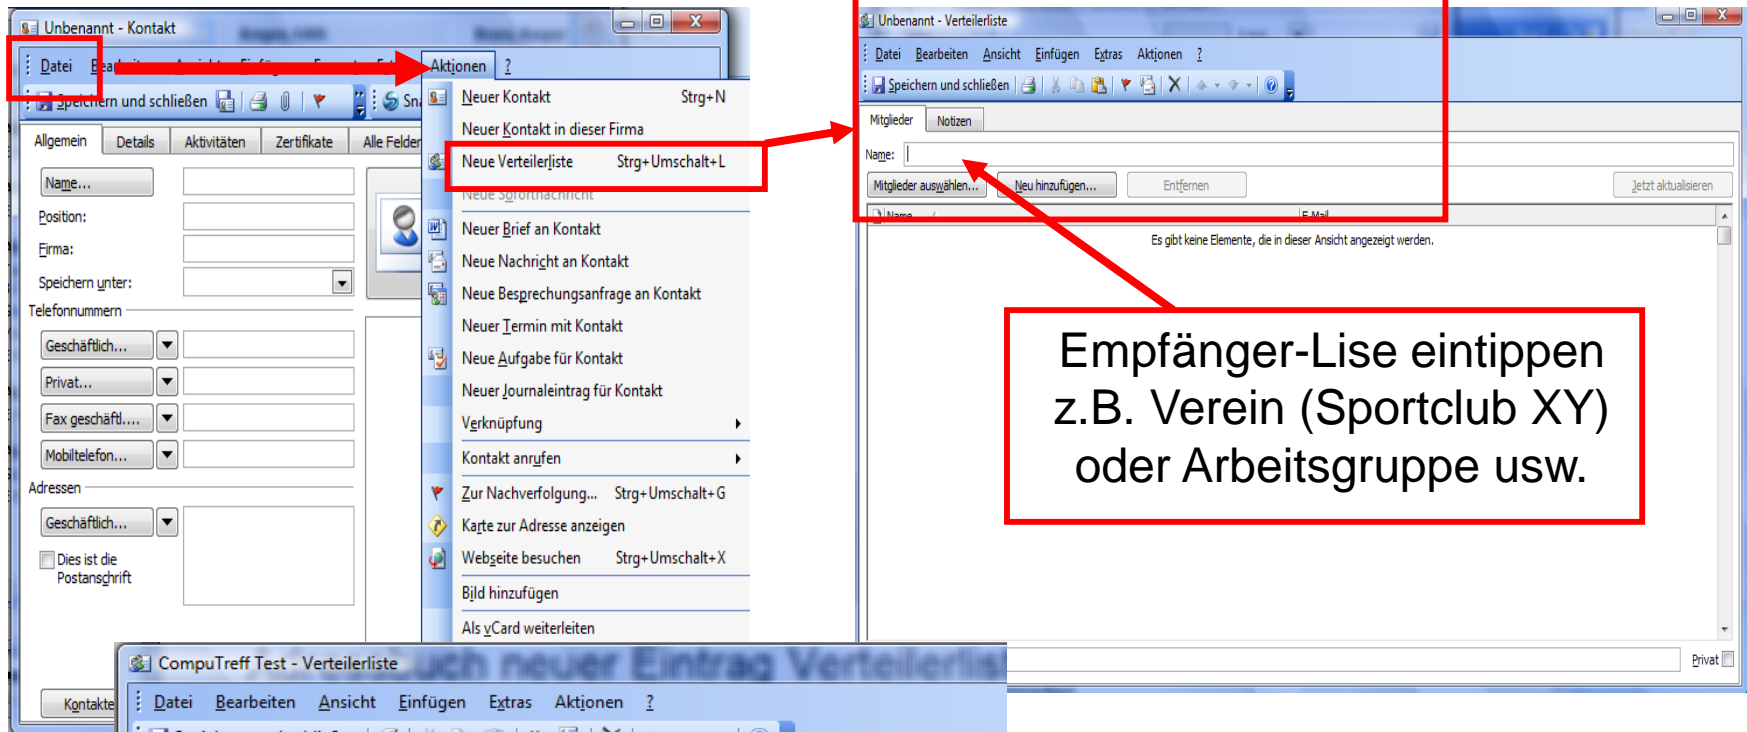 Unbenannt - Kontakt
Datei
Aktionen ?
Speichern und schließen
Allgemein Details Aktivitäten Zertifikate Alle Felder
Name...
Position:
Firma:
Speichern unter:
Telefonnummern
Geschäftlich...
Privat...
Fax geschäftl....
Mobiltelefon...
Adressen
Geschäftlich...
Dies ist die
Postanschrift
Kontakte
Neuer Kontakt Strg+N
Neuer Kontakt in dieser Firma
Neue Verteilerliste Strg+Umschalt+L
Neue Sofortnachricht
Neuer Brief an Kontakt
Neue Nachricht an Kontakt
Neue Besprechungsanfrage an Kontakt
Neuer Termin mit Kontakt
Neue Aufgabe für Kontakt
Neuer Journaleintrag für Kontakt
Verknüpfung
Kontakt anrufen
Zur Nachverfolgung... Strg+Umschalt+G
Karte zur Adresse anzeigen
Webseite besuchen Strg+Umschalt+X
Bild hinzufügen
Als vCard weiterleiten
Unbenannt - Verteilerliste
Datei Bearbeiten Ansicht Einfügen Extras Aktionen ?
Speichern und schließen
Mitglieder Notizen
Name:
Mitglieder auswählen... Neu hinzufügen... Entfernen Jetzt aktualisieren
Name E-Mail
Es gibt keine Elemente, die in dieser Ansicht angezeigt werden.
Empfänger-Lise eintippen
z.B. Verein (Sportclub XY)
oder Arbeitsgruppe usw.
Privat
CompuTreff Test - Verteilerliste
Datei Bearbeiten Ansicht Einfügen Extras Aktionen ?